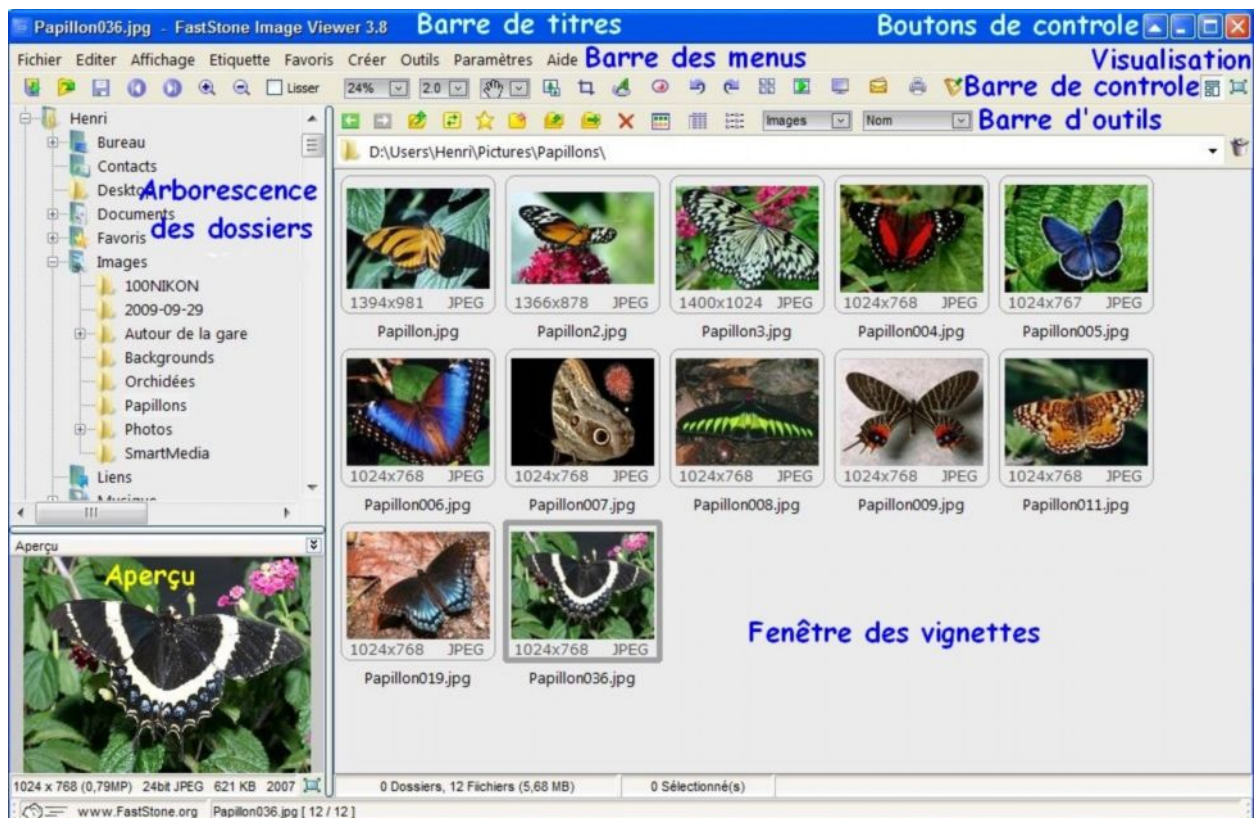 Papillon036.jpg - FastStone Image Viewer 3.8 Barre de titres Boutons de controle
Fichier Editer Affichage Etiquette Favoris Créer Outils Paramètres Aide Barre des menus Visualisation
Lisser 24% 2.0 Barre de controle
Images Nom Barre d'outils
D:\Users\Henri\Pictures\Papillons\
Henri
Bureau
Contacts
Desktop
Arborescence
Documents
des dossiers
Favoris
Images
100NIKON
2009-09-29
Autour de la gare
Backgrounds
Orchidées
Papillons
Photos
SmartMedia
Liens
Musique
1394x981 JPEG 1366x878 JPEG 1400x1024 JPEG 1024x768 JPEG 1024x767 JPEG
Papillon.jpg Papillon2.jpg Papillon3.jpg Papillon004.jpg Papillon005.jpg
1024x768 JPEG 1024x768 JPEG 1024x768 JPEG 1024x768 JPEG 1024x768 JPEG
Papillon006.jpg Papillon007.jpg Papillon008.jpg Papillon009.jpg Papillon011.jpg
1024x768 JPEG 1024x768 JPEG
Papillon019.jpg Papillon036.jpg
Fenêtre des vignettes
Aperçu
Aperçu
1024 x 768 (0,79MP) 24bit JPEG 621 KB 2007
0 Dossiers, 12 Fiichiers (5,68 MB) 0 Sélectionné(s)
www.FastStone.org Papillon036.jpg [ 12 / 12 ]